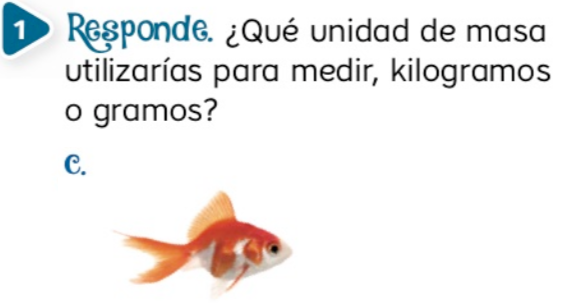 1 Responde. ¿Qué unidad de masa
utilizarías para medir, kilogramos
o gramos?
c.